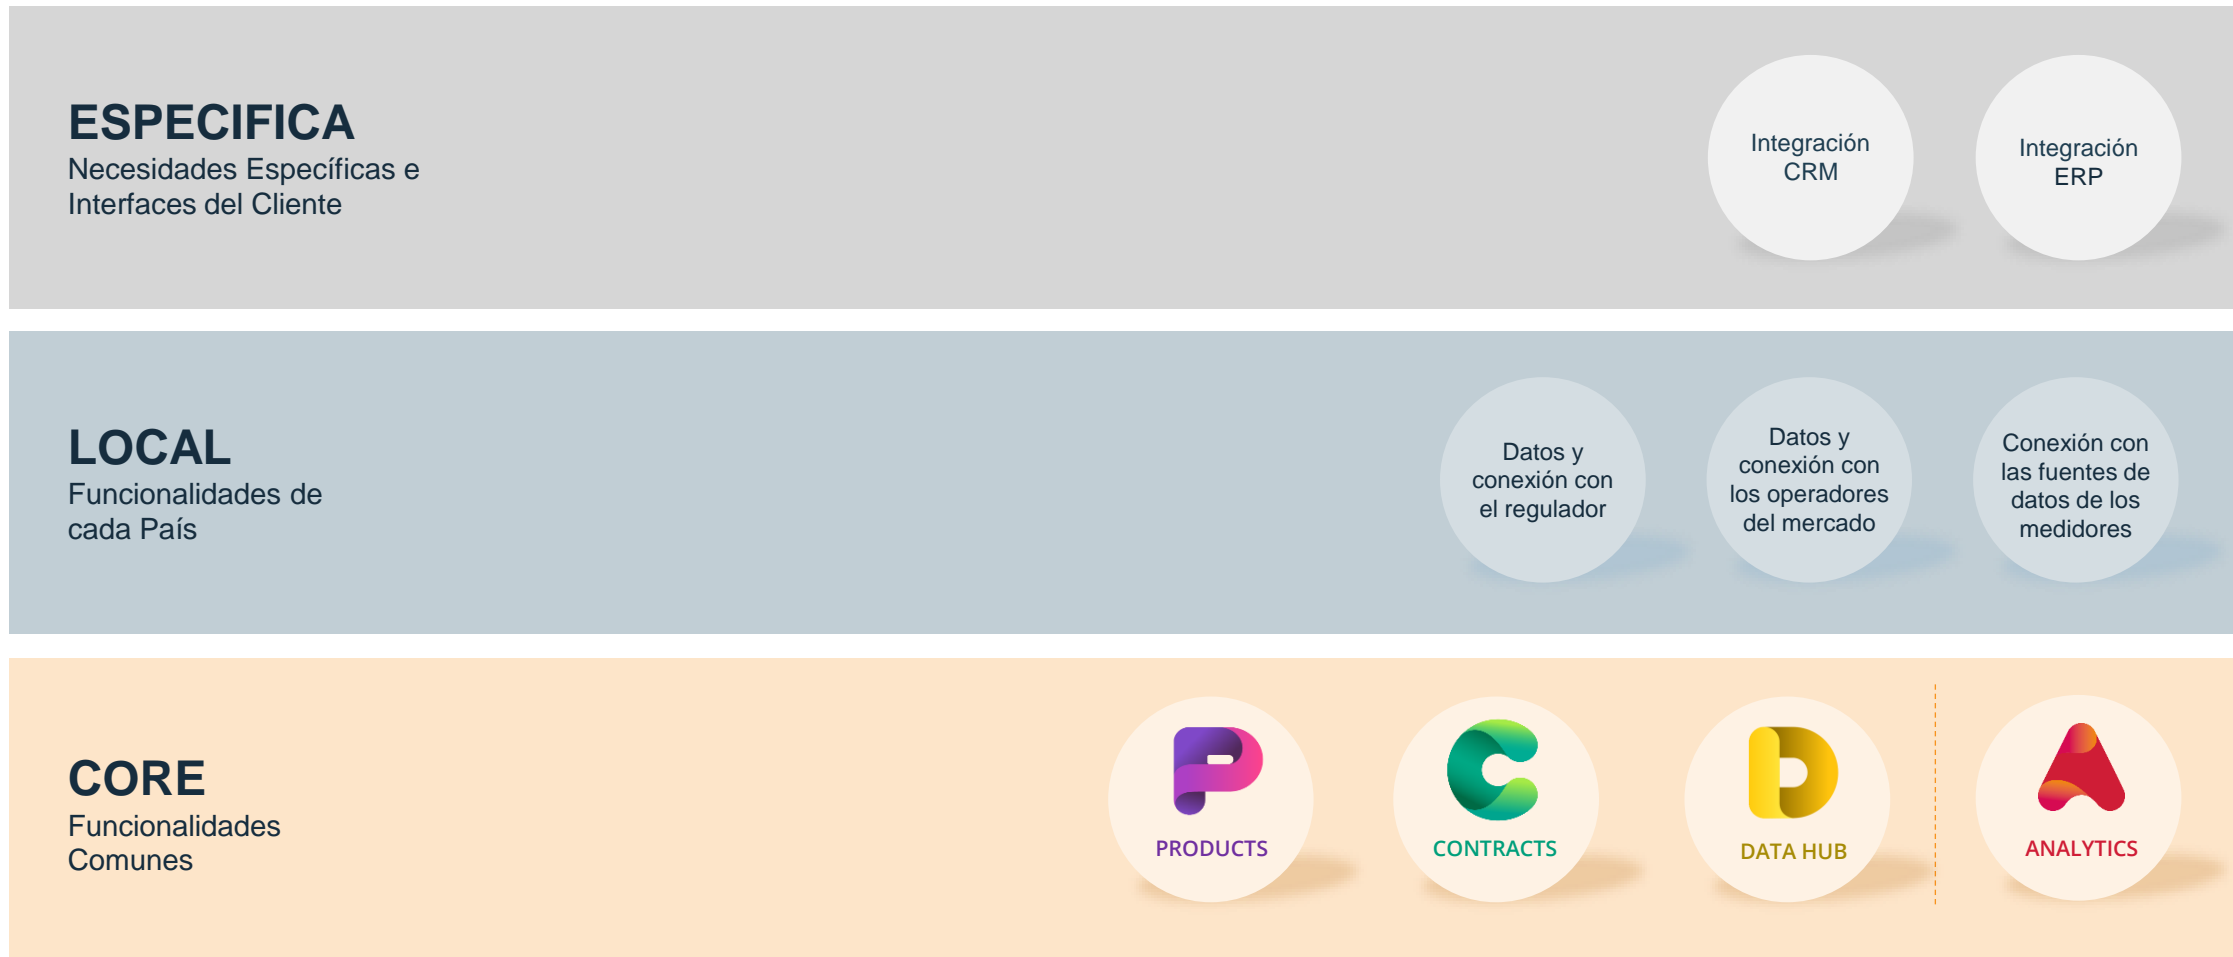 ESPECIFICA
Necesidades Específicas e
Interfaces del Cliente
Integración
CRM
Integración
ERP
LOCAL
Funcionalidades de
cada País
Datos y
conexión con
el regulador
Datos y
conexión con
los operadores
del mercado
Conexión con
las fuentes de
datos de los
medidores
CORE
Funcionalidades
Comunes
P
PRODUCTS
C
CONTRACTS
D
DATA HUB
A
ANALYTICS